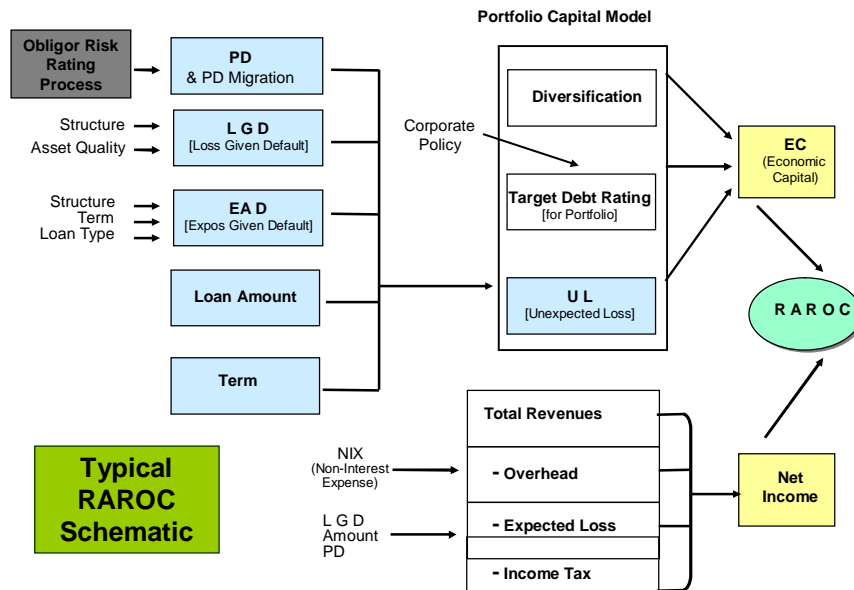 Portfolio Capital Model
Obligor Risk
Rating
Process
PD
& PD Migration
Structure
Asset Quality
L G D
[Loss Given Default]
Structure
Term
Loan Type
EA D
[Expos Given Default]
Loan Amount
Term
Corporate
Policy
Diversification
Target Debt Rating
[for Portfolio]
U L
[Unexpected Loss]
EC
(Economic
Capital)
R A R O C
Typical
RAROC
Schematic
NIX
(Non-Interest
Expense)
L G D
Amount
PD
Total Revenues
- Overhead
- Expected Loss
- Income Tax
Net
Income